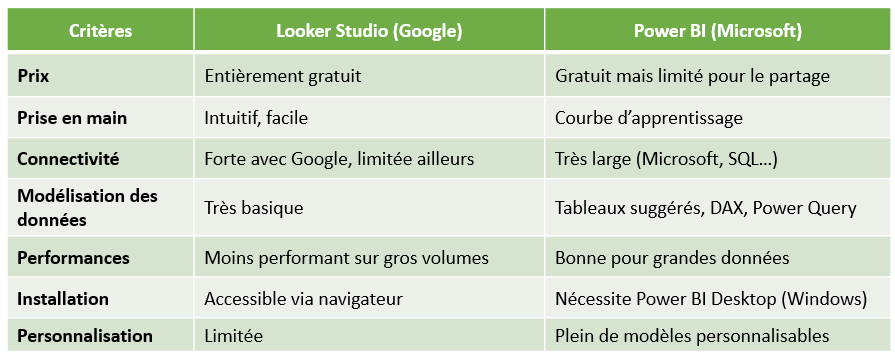 Critères Looker Studio (Google) Power BI (Microsoft)
Prix Entièrement gratuit Gratuit mais limité pour le partage
Prise en main Intuitif, facile Courbe d’apprentissage
Connectivité Forte avec Google, limitée ailleurs Très large (Microsoft, SQL…)
Modélisation des
données Très basique Tableaux suggérés, DAX, Power Query
Performances Moins performant sur gros volumes Bonne pour grandes données
Installation Accessible via navigateur Nécessite Power BI Desktop (Windows)
Personnalisation Limitée Plein de modèles personnalisables